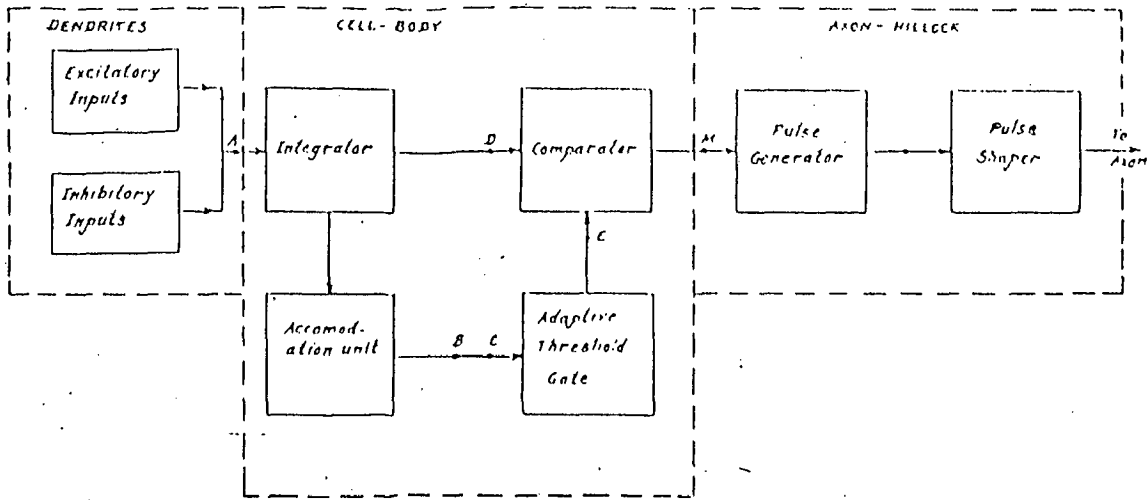 DENDRITES
CELL-BODY
AXON-HILLOCK
Excitatory
Inputs
Inhibitory
Inputs
A
Integrator
D
Comparator
M
Pulse
Generator
Pulse
Shaper
To
Axon
E
Accomod-
ation unit
B C
Adaptive
Threshold
Gate